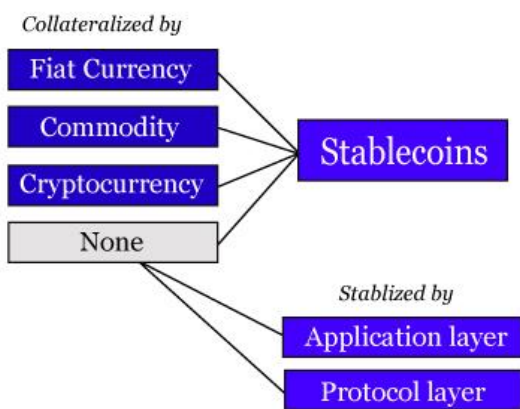 Collateralized by
Fiat Currency
Commodity
Cryptocurrency
None
Stablecoins
Stablized by
Application layer
Protocol layer